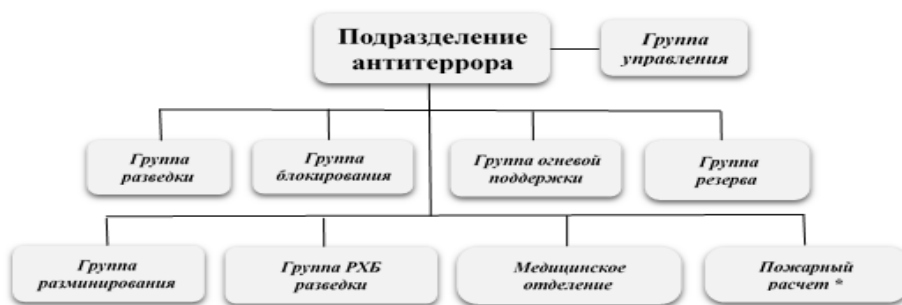 Подразделение
антитеррора
Группа
управления
Группа
разведки
Группа
блокирования
Группа огневой
поддержки
Группа
резерва
Группа
разминирования
Группа РХБ
разведки
Медицинское
отделение
Пожарный
расчет *